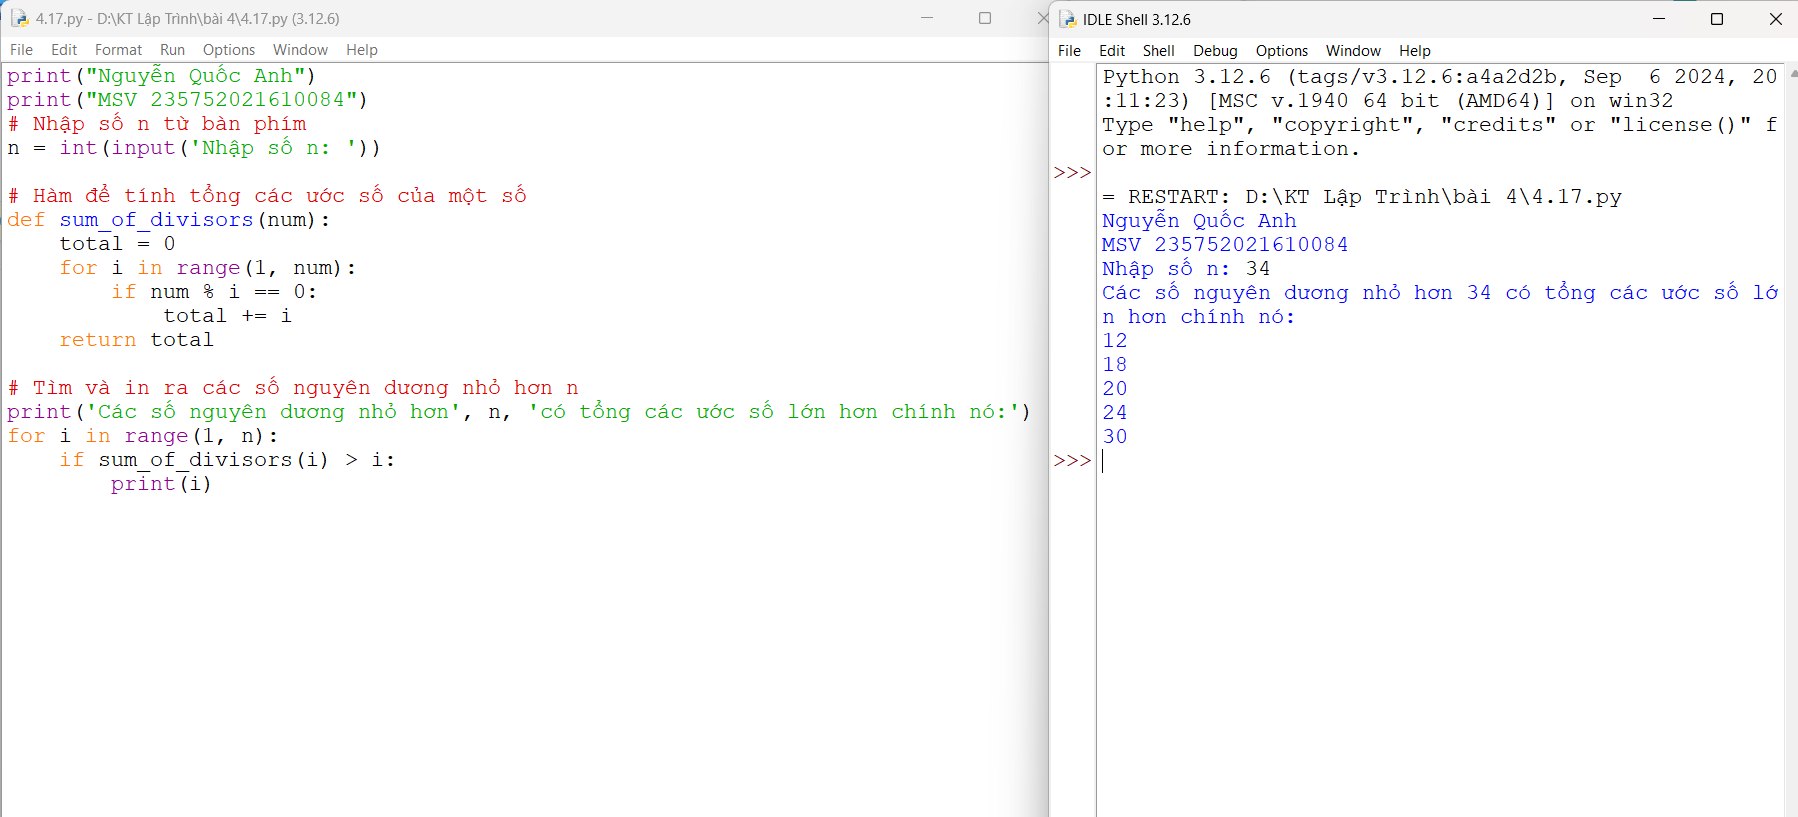 4.17.py - D:\KT Lập Trình\bài 4\4.17.py (3.12.6)
File Edit Format Run Options Window Help
print("Nguyễn Quốc Anh")
print("MSV 235752021610084")
# Nhập số n từ bàn phím
n = int(input('Nhập số n: '))

# Hàm để tính tổng các ước số của một số
def sum_of_divisors(num):
    total = 0
    for i in range(1, num):
        if num % i == 0:
            total += i
    return total

# Tìm và in ra các số nguyên dương nhỏ hơn n
print('Các số nguyên dương nhỏ hơn', n, 'có tổng các ước số lớn hơn chính nó:')
for i in range(1, n):
    if sum_of_divisors(i) > i:
        print(i)
IDLE Shell 3.12.6
File Edit Shell Debug Options Window Help
Python 3.12.6 (tags/v3.12.6:a4a2d2b, Sep  6 2024, 20
:11:23) [MSC v.1940 64 bit (AMD64)] on win32
Type "help", "copyright", "credits" or "license()" f
or more information.
>>>
= RESTART: D:\KT Lập Trình\bài 4\4.17.py
Nguyễn Quốc Anh
MSV 235752021610084
Nhập số n: 34
Các số nguyên dương nhỏ hơn 34 có tổng các ước số lớ
n hơn chính nó:
12
18
20
24
30
>>>